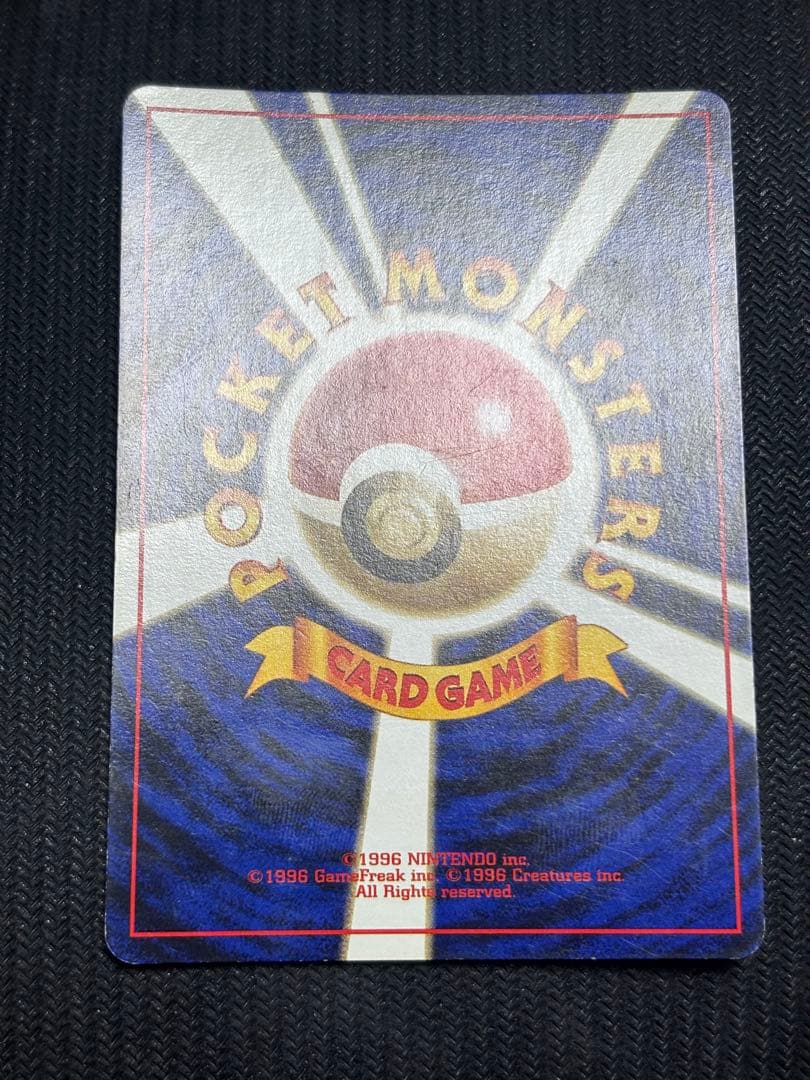 POCKET MONSTERS
CARD GAME
©1996 NINTENDO inc.
©1996 GameFreak inc. ©1996 Creatures inc.
All Rights reserved.